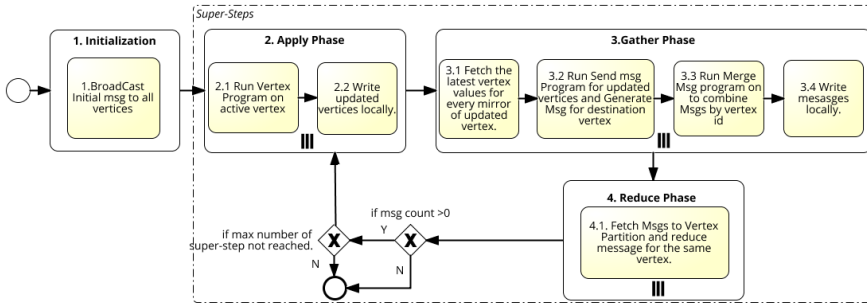 Super-Steps
1. Initialization
1.BroadCast
Initial msg to all
vertices
2. Apply Phase
2.1 Run Vertex
Program on
active vertex
2.2 Write
updated
vertices locally.
3.Gather Phase
3.1 Fetch the
latest vertex
values for
every mirror
of updated
vertex.
3.2 Run Send msg
Program for updated
vertices and Generate
Msg for destination
vertex
3.3 Run Merge
Msg program on
to combine
Msgs by vertex
id
3.4 Write
mesages
locally.
4. Reduce Phase
4.1. Fetch Msgs to Vertex
Partition and reduce
message for the same
vertex.
if msg count >0
Y
N
if max number of
super-step not reached.
N